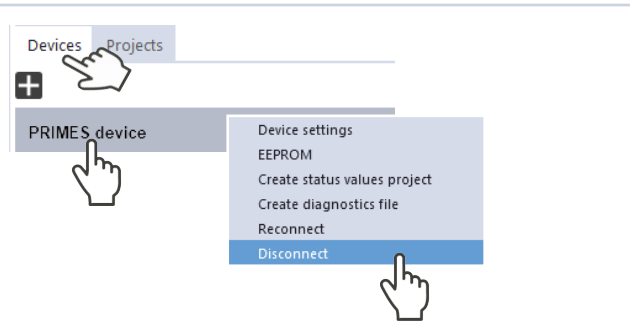 Devices Projects
PRIMES device
Device settings
EEPROM
Create status values project
Create diagnostics file
Reconnect
Disconnect